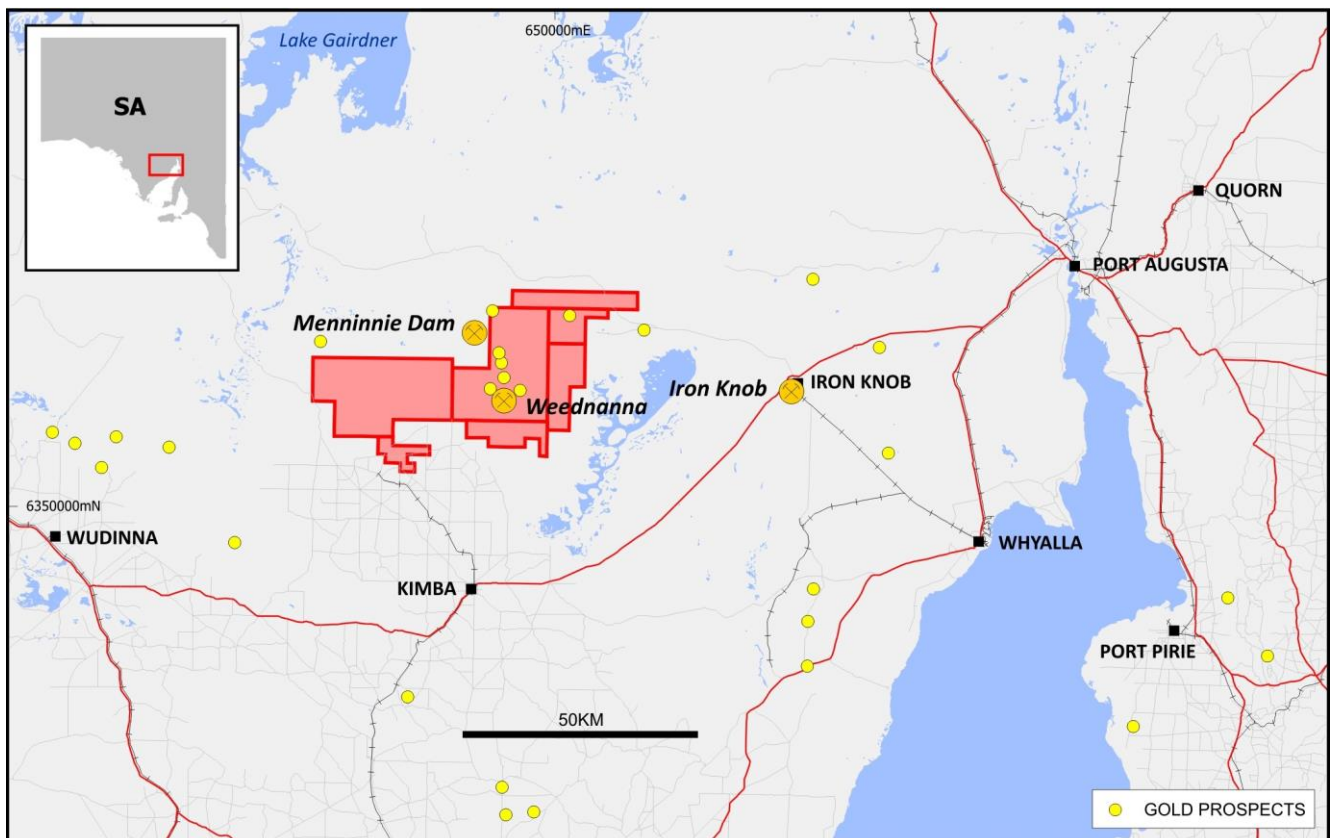 Lake Gairdner
650000mE
SA
QUORN
PORT AUGUSTA
Menninnie Dam
IRON KNOB
Iron Knob
Weednanna
6350000mN
WUDINNA
WHYALLA
KIMBA
PORT PIRIE
50KM
GOLD PROSPECTS